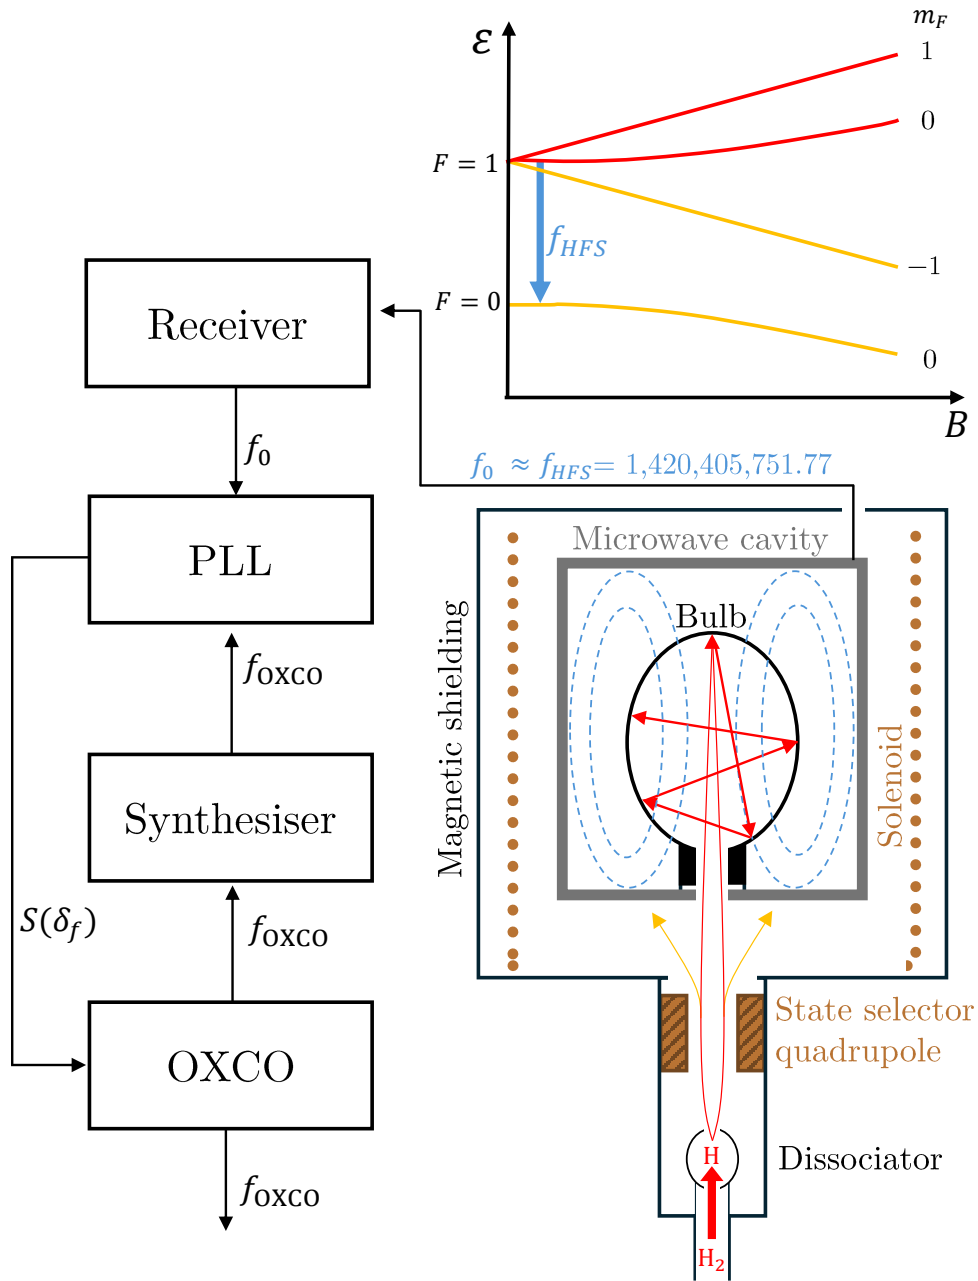 m_F
ε
1
0
F = 1
f_HFS
−1
F = 0
0
B
Receiver
f_0
f_0 ≈ f_HFS= 1,420,405,751.77
PLL
Microwave cavity
Bulb
Magnetic shielding
Solenoid
f_OXCO
Synthesiser
S(δ_f)
f_OXCO
State selector
quadrupole
OXCO
Dissociator
H
f_OXCO
H_2